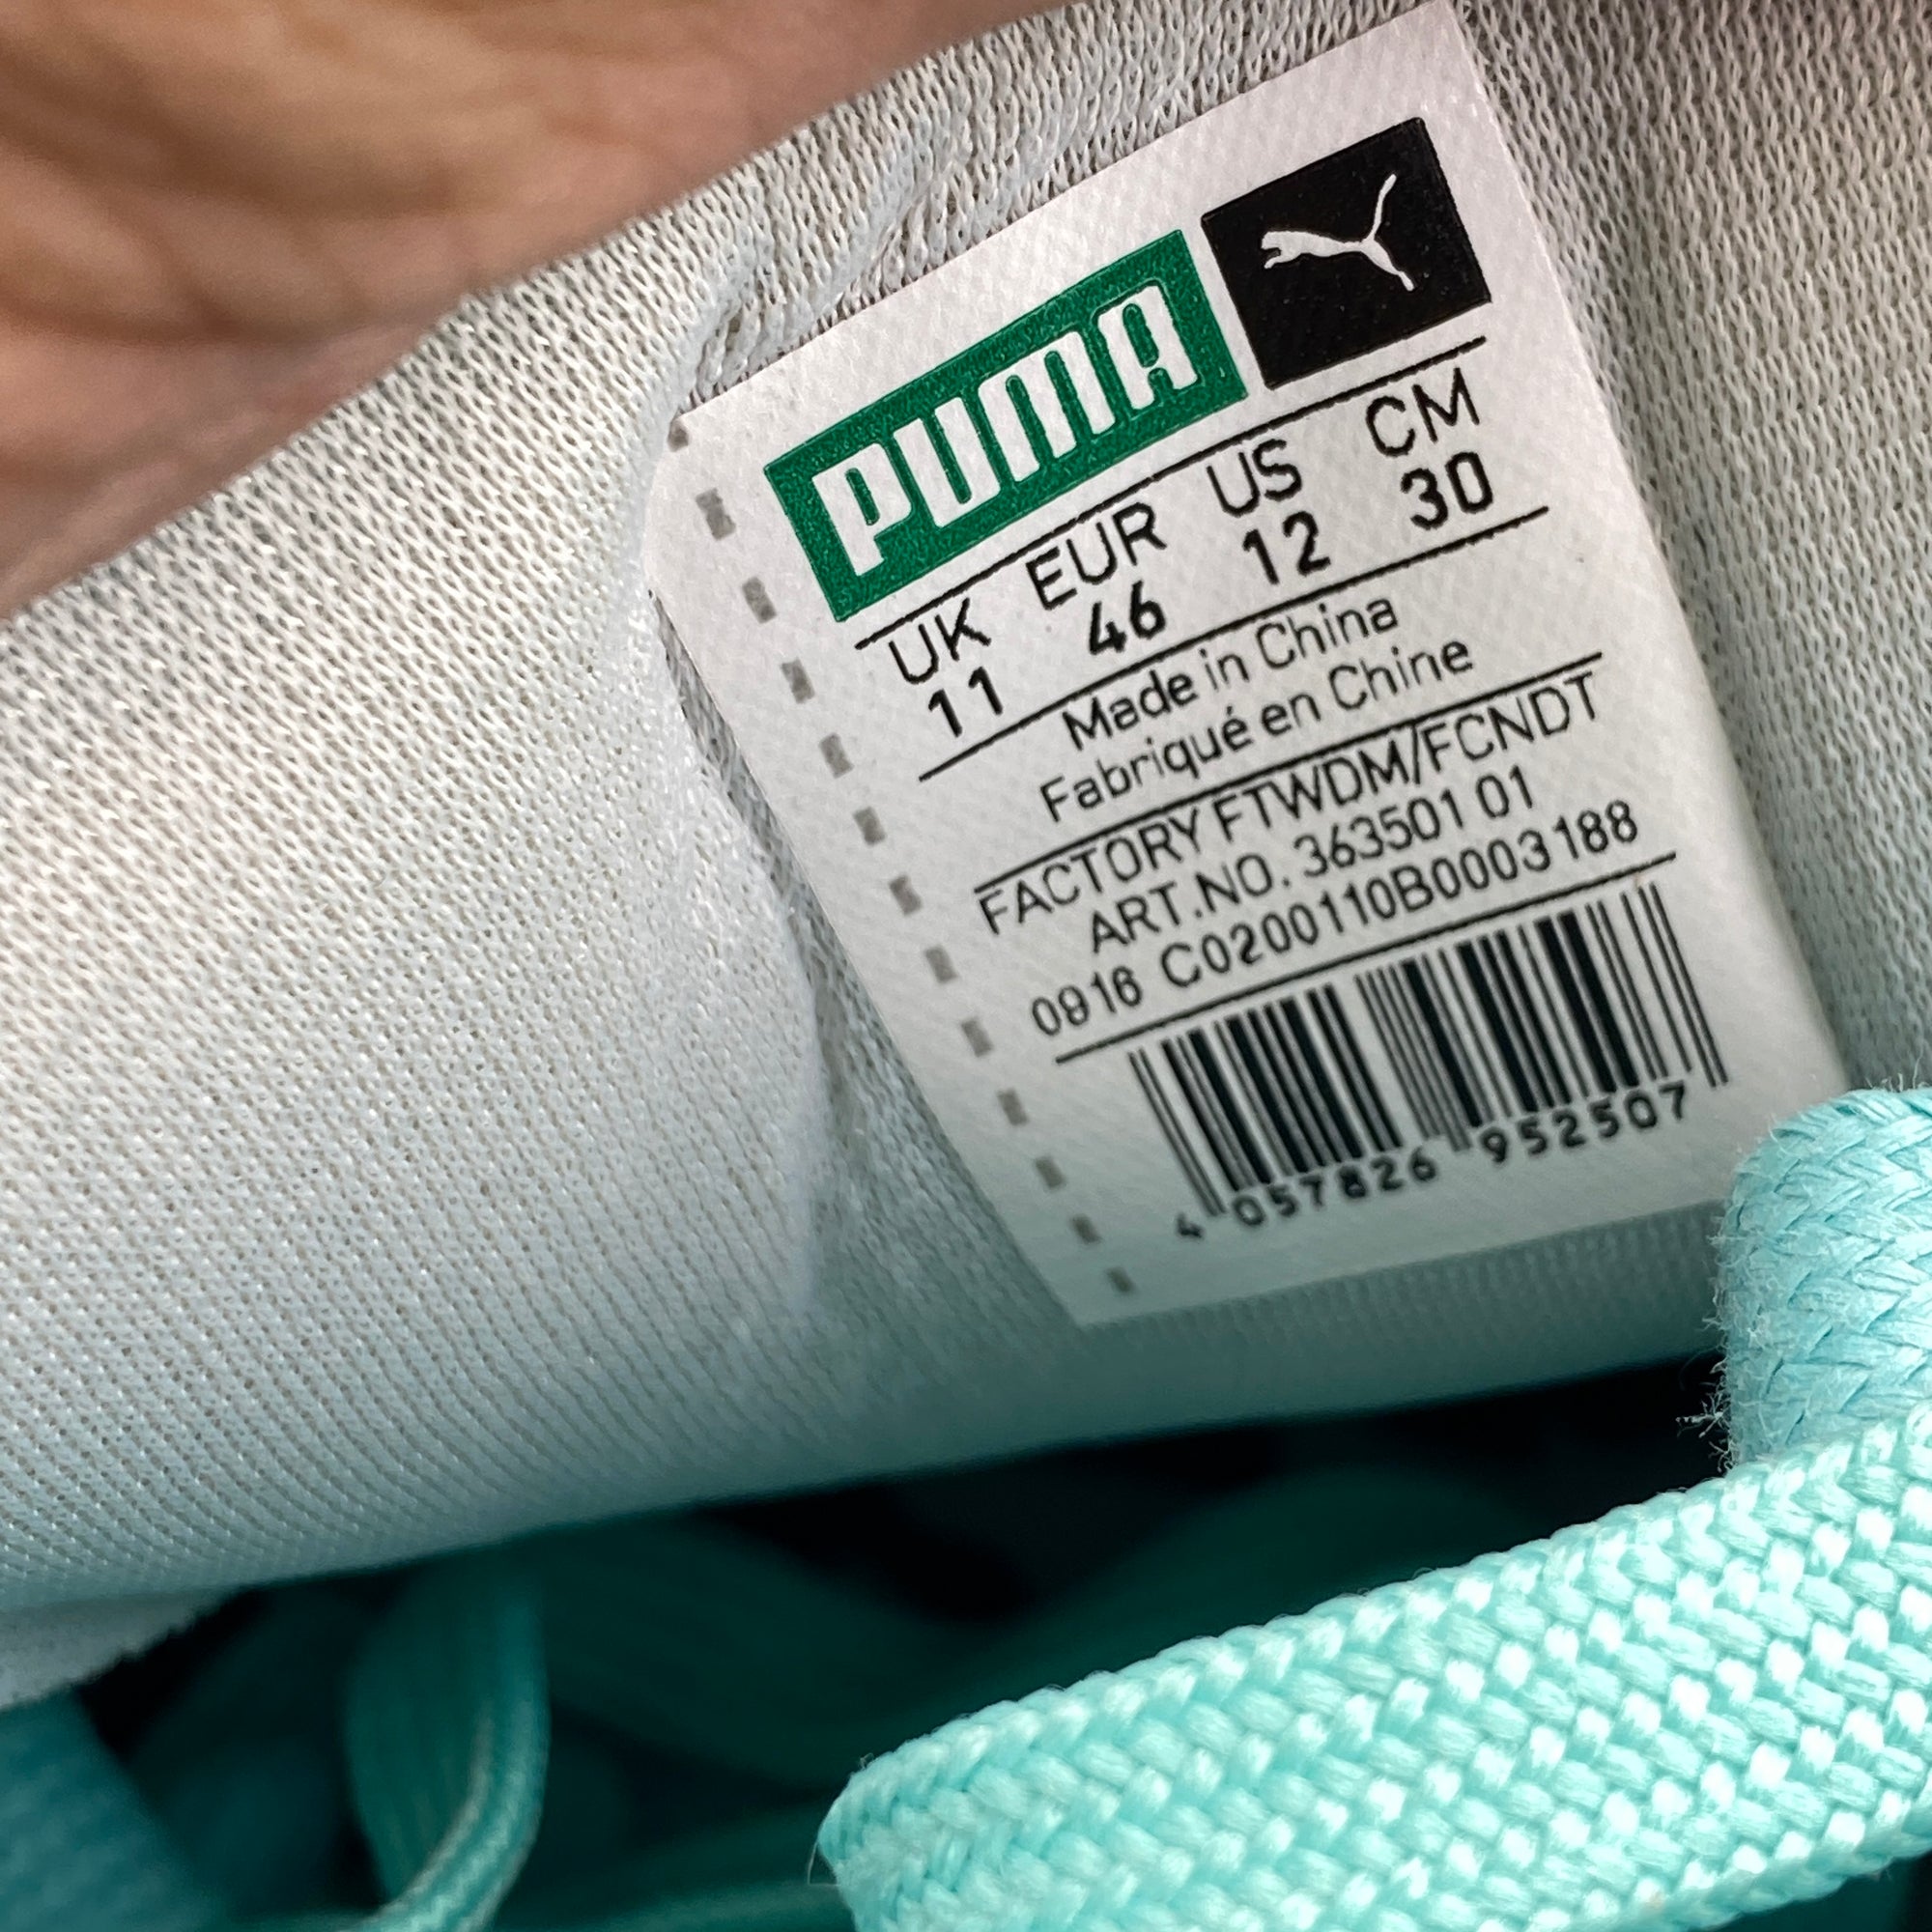 PUMA
UK EUR US CM
11 46 12 30
Made in China
Fabriqué en Chine
FACTORY FTWDM/FCNDT
ART.NO. 363501 01
0916 C0200110B0003188
4 057826 952507